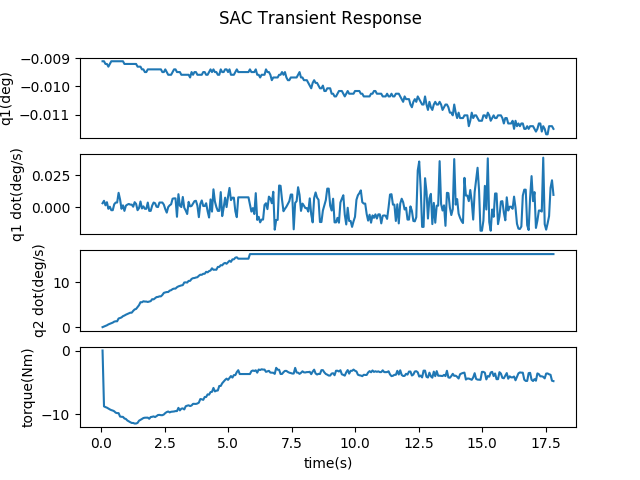 SAC Transient Response
q1(deg)
−0.009
−0.010
−0.011
q1 dot(deg/s)
0.025
0.000
q2 dot(deg/s)
10
0
torque(Nm)
0
−10
0.0 2.5 5.0 7.5 10.0 12.5 15.0 17.5
time(s)